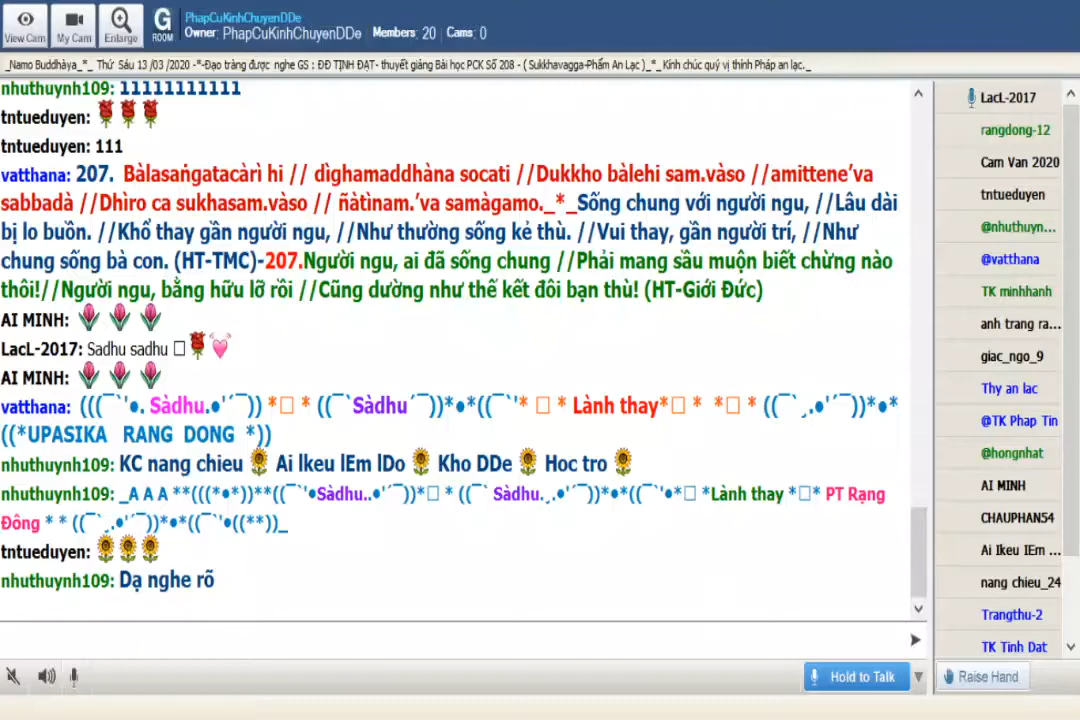 View Cam
My Cam
Enlarge
G
ROOM
PhapCuKinhChuyenDDe
Owner: PhapCuKinhChuyenDDe Members: 20 Cams: 0
_Namo Buddhàya_*_ Thứ Sáu 13 /03 /2020 -*-Đạo tràng được nghe GS : ĐĐ TỊNH ĐẠT- thuyết giảng Bài học PCK Số 208 - ( Sukkhavagga-Phẩm An Lạc )_*_ Kính chúc quý vị thính Pháp an lạc._
nhuthuynh109: 11111111111
tntueduyen: 🌹🌹🌹
tntueduyen: 111
vatthana: 207. Bàlasaṅgatacàrì hi // dìghamaddhàna socati //Dukkho bàlehi sam.vàso //amittene’va
sabbadà //Dhìro ca sukhasam.vàso // ñàtìnam.’va samàgamo._*_Sống chung với người ngu, //Lâu dài
bị lo buồn. //Khổ thay gần người ngu, //Như thường sống kẻ thù. //Vui thay, gần người trí, //Như
chung sống bà con. (HT-TMC)-207.Người ngu, ai đã sống chung //Phải mang sầu muộn biết chừng nào
thôi!//Người ngu, bằng hữu lỡ rồi //Cũng dường như thế kết đôi bạn thù! (HT-Giới Đức)
AI MINH: 🌷 🌷 🌷
LacL-2017: Sadhu sadhu □🌹💓
AI MINH: 🌷 🌷 🌷
vatthana: (((¯`'●. Sàdhu.●'´¯)) *□ * ((¯`Sàdhu´¯))*●*((¯`'* □ * Lành thay*□ * *□ * ((¯`¸.●'´¯))*●*
((*UPASIKA RANG DONG *))
nhuthuynh109: KC nang chieu 🌻 Ai lkeu lEm lDo 🌻 Kho DDe 🌻 Hoc tro 🌻
nhuthuynh109: _A A A **(((*●*))**((¯`'●Sàdhu..●'´¯))*□ * ((¯` Sàdhu.¸.●'´¯))*●*((¯`'●*□ *Lành thay *□* PT Rạng
Đông * * ((¯`¸.●'´¯))*●*((¯`'●((**))_
tntueduyen: 🌻🌻🌻
nhuthuynh109: Dạ nghe rõ
Hold to Talk
LacL-2017
rangdong-12
Cam Van 2020
tntueduyen
@nhuthuyn...
@vatthana
TK minhhanh
anh trang ra...
giac_ngo_9
Thy an lac
@TK Phap Tin
@hongnhat
AI MINH
CHAUPHAN54
Ai lkeu lEm ...
nang chieu_24
Trangthu-2
TK Tinh Dat
Raise Hand